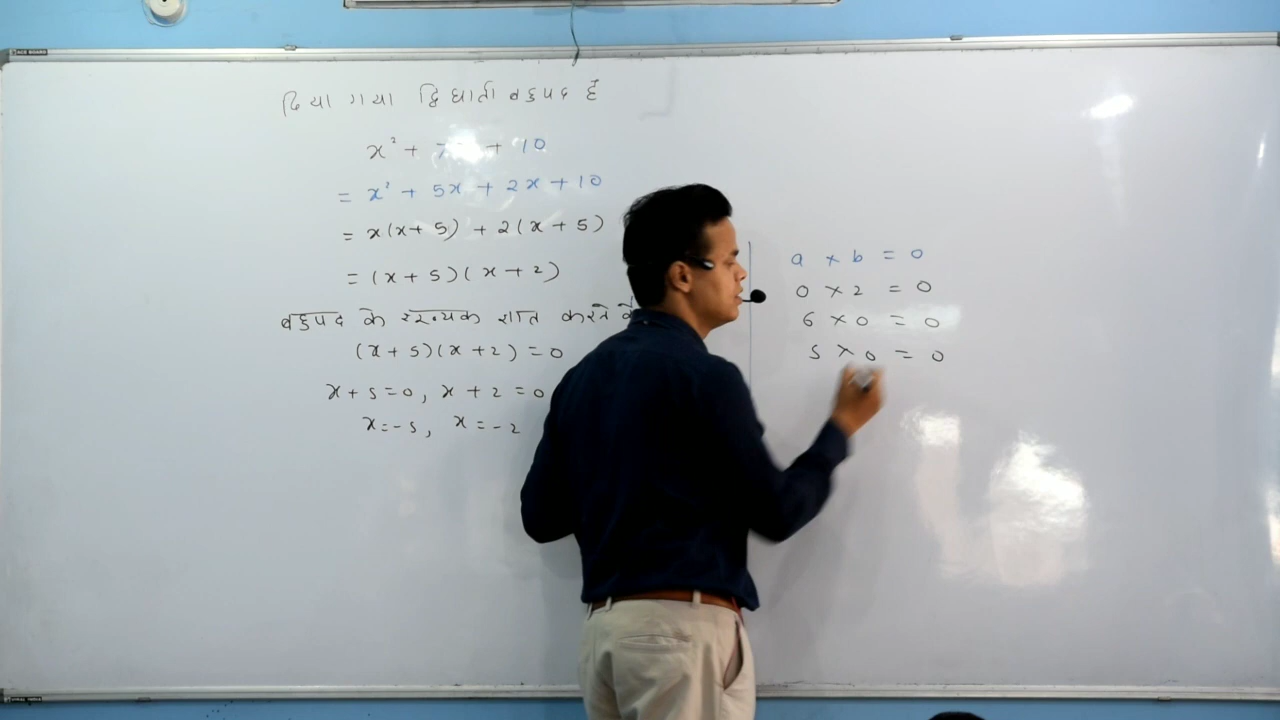 ACE BOARD
दिया गया द्विघाती बहुपद है
x² + 7x + 10
= x² + 5x + 2x + 10
= x(x+5) + 2(x+5)
= (x+5)(x+2)
बहुपद के शून्यक ज्ञात करने
(x+5)(x+2) = 0
x+5=0, x+2=0
x=-5, x=-2
a × b = 0
0 × 2 = 0
6 × 0 = 0
5 × 0 = 0